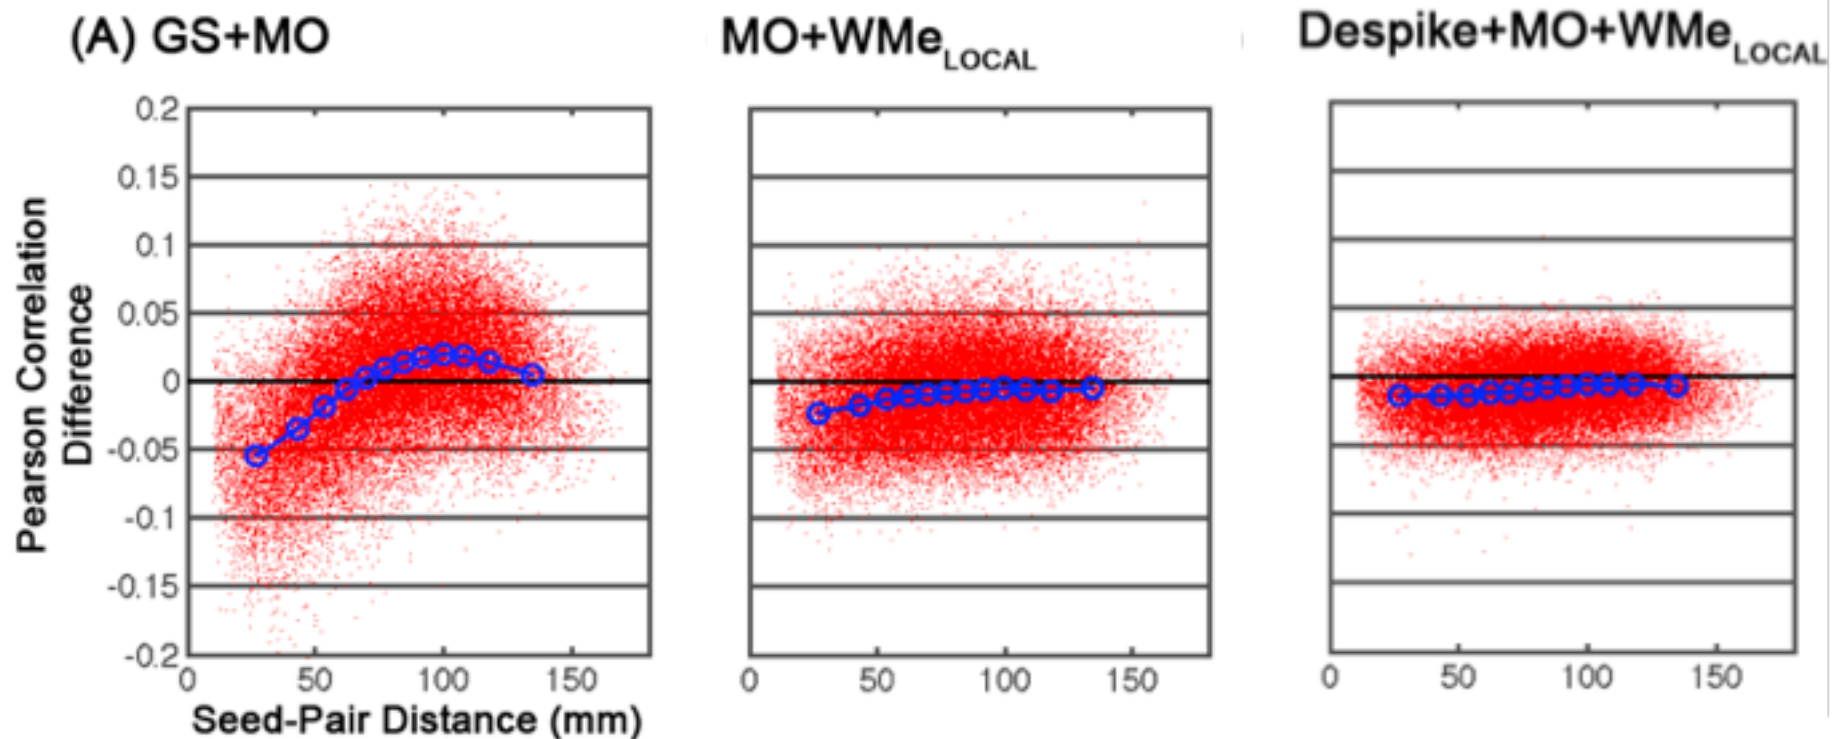 (A) GS+MO
MO+WMeLOCAL
Despike+MO+WMeLOCAL
Pearson Correlation
Difference
0.2
0.15
0.1
0.05
0
-0.05
-0.1
-0.15
-0.2
0 50 100 150
0 50 100 150
0 50 100 150
Seed-Pair Distance (mm)